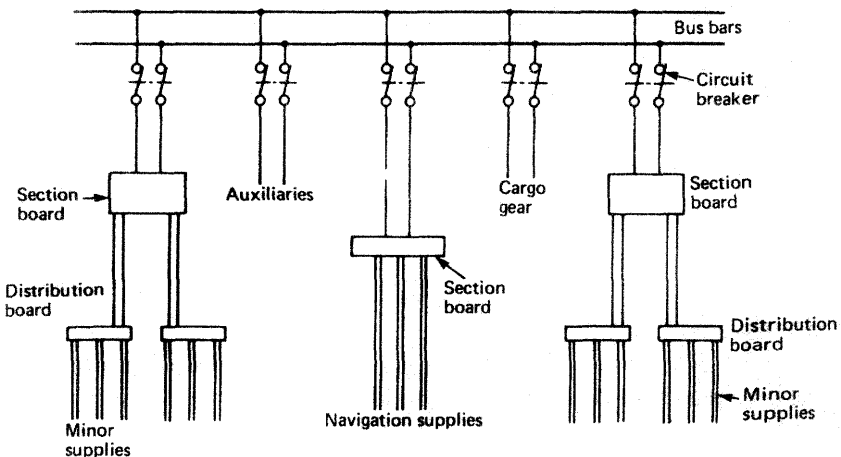 Bus bars
Circuit
breaker
Section
board
Auxiliaries
Cargo
gear
Section
board
Section
board
Distribution
board
Distribution
board
Minor
supplies
Navigation supplies
Minor
supplies